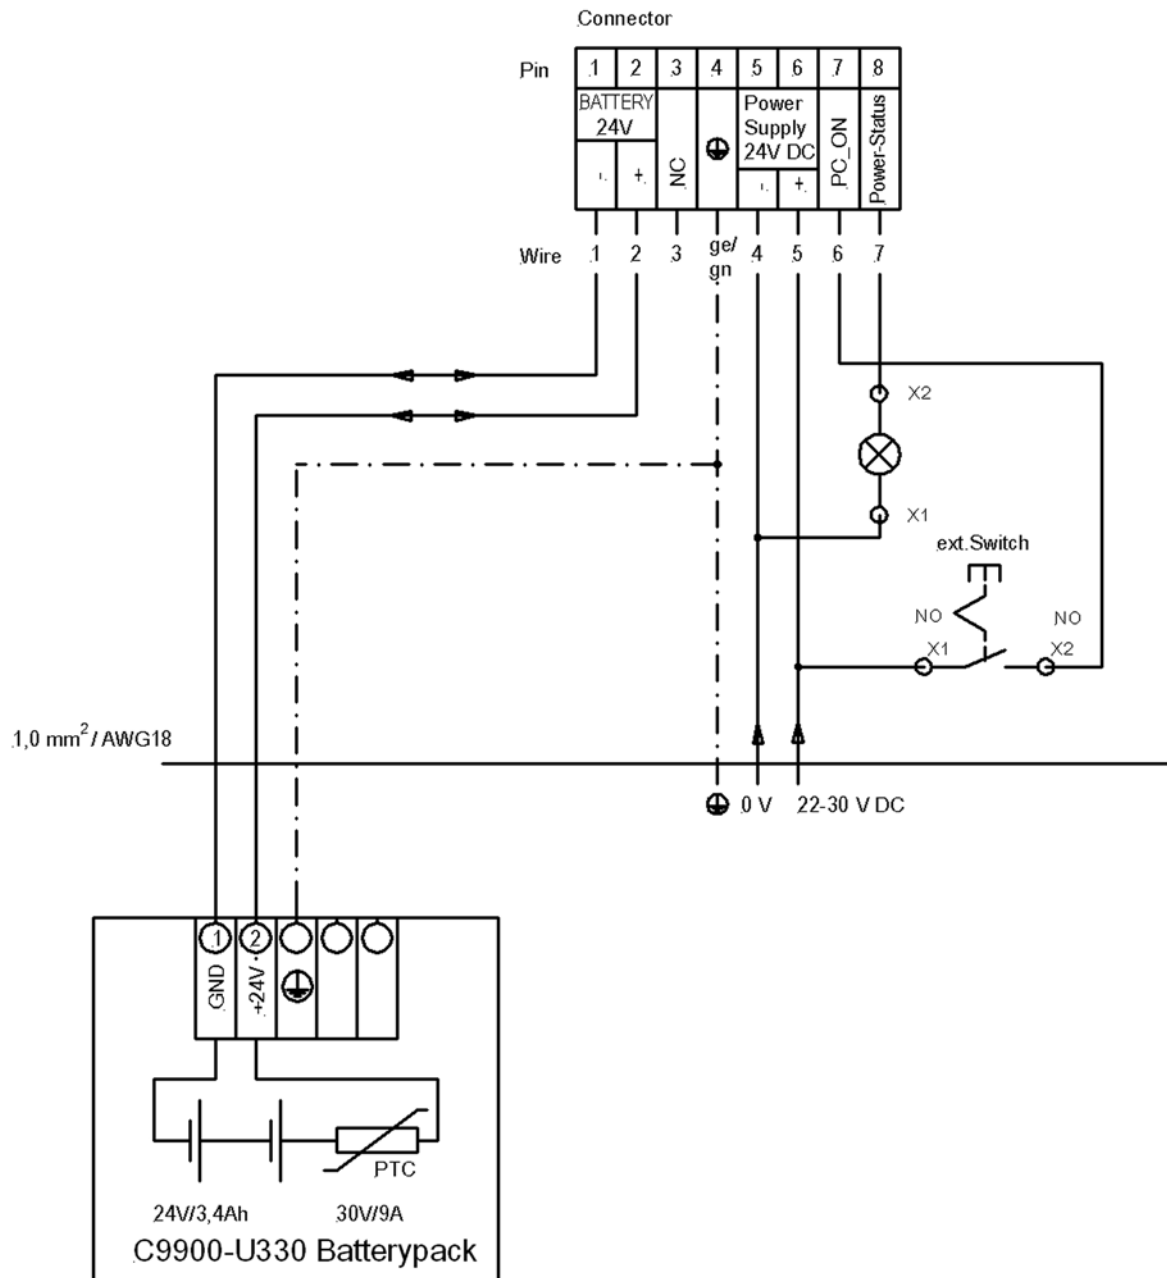 Connector
Pin 1 2 3 4 5 6 7 8
BATTERY
24V
- +
NC
Power
Supply
24V DC
- +
PC_ON
Power-Status
Wire 1 2 3 ge/
gn 4 5 6 7
X2
X1
ext.Switch
NO NO
X1 X2
1,0 mm²/AWG18
0 V 22-30 V DC
1 2
GND
+24V
PTC
24V/3,4Ah 30V/9A
C9900-U330 Batterypack